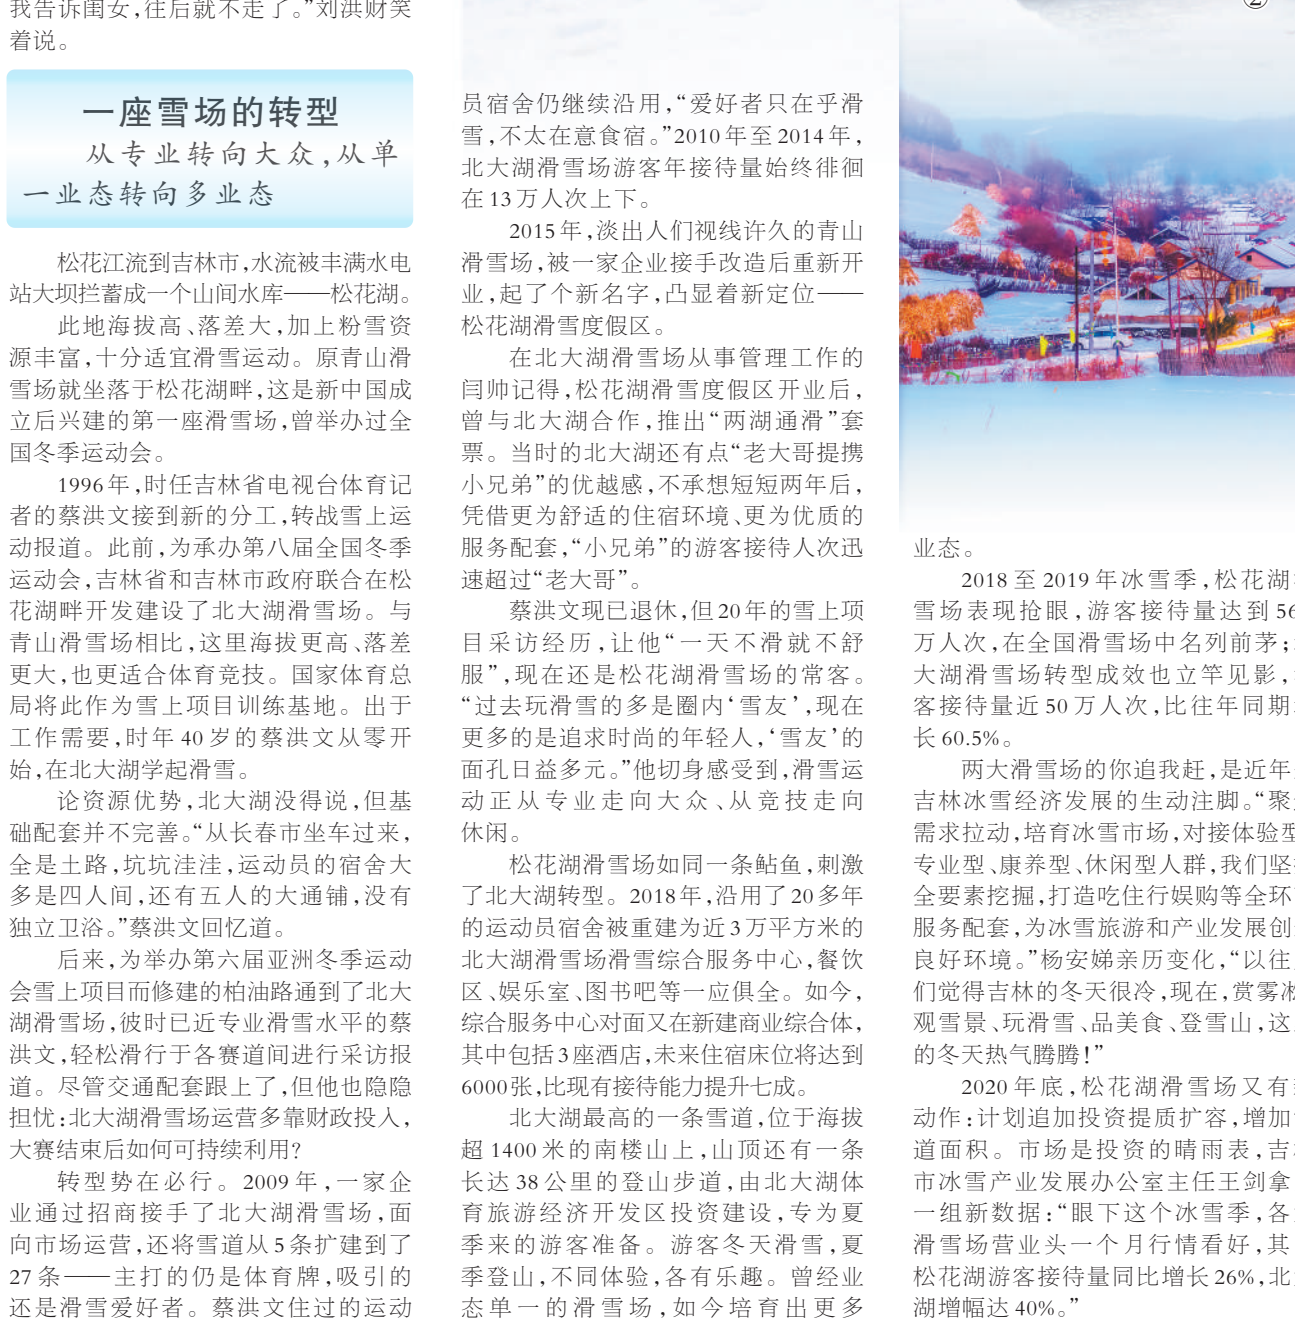 我告诉闺女,往后就不走了。”刘洪财笑
着说。
一座雪场的转型
从专业转向大众,从单
一业态转向多业态
松花江流到吉林市,水流被丰满水电
站大坝拦蓄成一个山间水库——松花湖。
此地海拔高、落差大,加上粉雪资
源丰富,十分适宜滑雪运动。原青山滑
雪场就坐落于松花湖畔,这是新中国成
立后兴建的第一座滑雪场,曾举办过全
国冬季运动会。
1996年,时任吉林省电视台体育记
者的蔡洪文接到新的分工,转战雪上运
动报道。此前,为承办第八届全国冬季
运动会,吉林省和吉林市政府联合在松
花湖畔开发建设了北大湖滑雪场。与
青山滑雪场相比,这里海拔更高、落差
更大,也更适合体育竞技。国家体育总
局将此作为雪上项目训练基地。出于
工作需要,时年40岁的蔡洪文从零开
始,在北大湖学起滑雪。
论资源优势,北大湖没得说,但基
础配套并不完善。“从长春市坐车过来,
全是土路,坑坑洼洼,运动员的宿舍大
多是四人间,还有五人的大通铺,没有
独立卫浴。”蔡洪文回忆道。
后来,为举办第六届亚洲冬季运动
会雪上项目而修建的柏油路通到了北大
湖滑雪场,彼时已近专业滑雪水平的蔡
洪文,轻松滑行于各赛道间进行采访报
道。尽管交通配套跟上了,但他也隐隐
担忧:北大湖滑雪场运营多靠财政投入,
大赛结束后如何可持续利用?
转型势在必行。2009年,一家企
业通过招商接手了北大湖滑雪场,面
向市场运营,还将雪道从5条扩建到了
27条——主打的仍是体育牌,吸引的
还是滑雪爱好者。蔡洪文住过的运动
员宿舍仍继续沿用,“爱好者只在乎滑
雪,不太在意食宿。”2010年至2014年,
北大湖滑雪场游客年接待量始终徘徊
在13万人次上下。
2015年,淡出人们视线许久的青山
滑雪场,被一家企业接手改造后重新开
业,起了个新名字,凸显着新定位——
松花湖滑雪度假区。
在北大湖滑雪场从事管理工作的
闫帅记得,松花湖滑雪度假区开业后,
曾与北大湖合作,推出“两湖通滑”套
票。当时的北大湖还有点“老大哥提携
小兄弟”的优越感,不承想短短两年后,
凭借更为舒适的住宿环境、更为优质的
服务配套,“小兄弟”的游客接待人次迅
速超过“老大哥”。
蔡洪文现已退休,但20年的雪上项
目采访经历,让他“一天不滑就不舒
服”,现在还是松花湖滑雪场的常客。
“过去玩滑雪的多是圈内‘雪友’,现在
更多的是追求时尚的年轻人,‘雪友’的
面孔日益多元。”他切身感受到,滑雪运
动正从专业走向大众、从竞技走向
休闲。
松花湖滑雪场如同一条鲇鱼,刺激
了北大湖转型。2018年,沿用了20多年
的运动员宿舍被重建为近3万平方米的
北大湖滑雪场滑雪综合服务中心,餐饮
区、娱乐室、图书吧等一应俱全。如今,
综合服务中心对面又在新建商业综合体,
其中包括3座酒店,未来住宿床位将达到
6000张,比现有接待能力提升七成。
北大湖最高的一条雪道,位于海拔
超1400米的南楼山上,山顶还有一条
长达38公里的登山步道,由北大湖体
育旅游经济开发区投资建设,专为夏
季来的游客准备。游客冬天滑雪,夏
季登山,不同体验,各有乐趣。曾经业
态单一的滑雪场,如今培育出更多
②
业态。
2018至2019年冰雪季,松花湖
雪场表现抢眼,游客接待量达到56
万人次,在全国滑雪场中名列前茅;
大湖滑雪场转型成效也立竿见影,
客接待量近50万人次,比往年同期
长60.5%。
两大滑雪场的你追我赶,是近年
吉林冰雪经济发展的生动注脚。“聚
需求拉动,培育冰雪市场,对接体验型
专业型、康养型、休闲型人群,我们坚
全要素挖掘,打造吃住行娱购等全环
服务配套,为冰雪旅游和产业发展创
良好环境。”杨安娣亲历变化,“以往
们觉得吉林的冬天很冷,现在,赏雾凇
观雪景、玩滑雪、品美食、登雪山,这
的冬天热气腾腾!”
2020年底,松花湖滑雪场又有
动作:计划追加投资提质扩容,增加
道面积。市场是投资的晴雨表,吉
市冰雪产业发展办公室主任王剑拿
一组新数据:“眼下这个冰雪季,各
滑雪场营业头一个月行情看好,其
松花湖游客接待量同比增长26%,北
湖增幅达40%。”